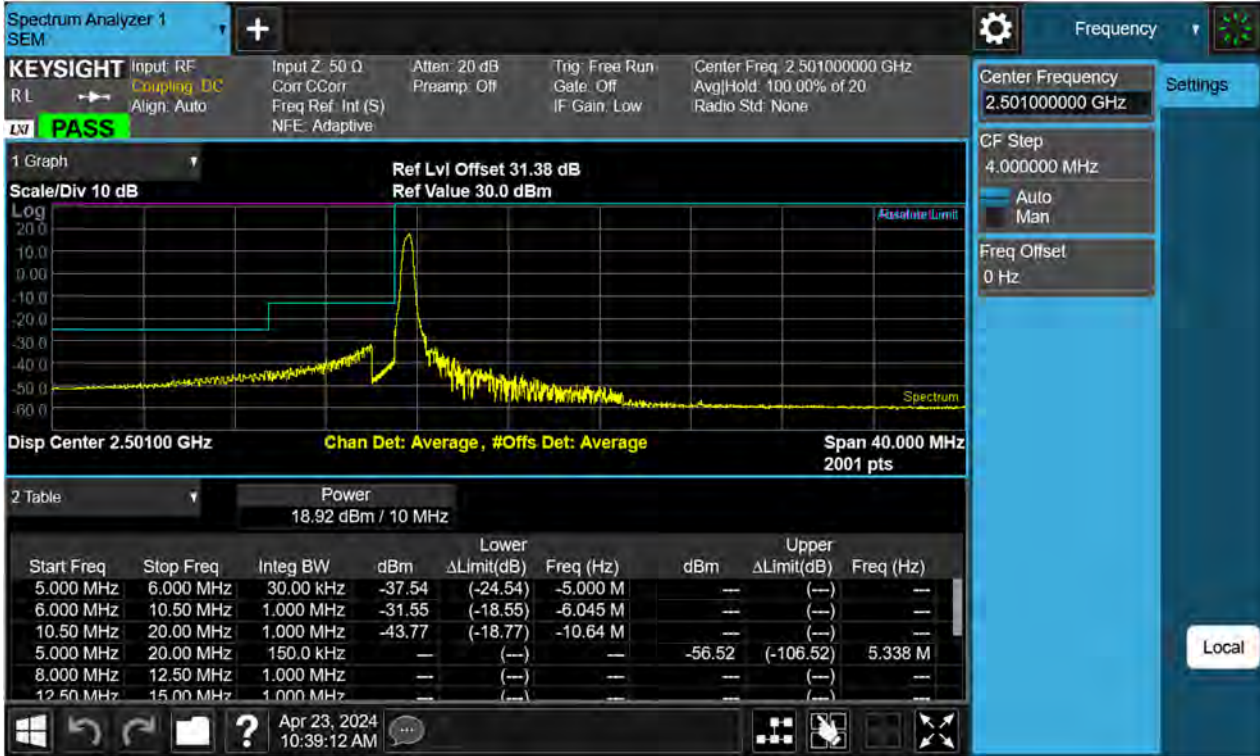 Spectrum Analyzer 1
SEM
+
Frequency
KEYSIGHT
RL
LXI
PASS
Input: RF
Coupling: DC
Align: Auto
Input Z: 50 Ω
Corr CCorr
Freq Ref: Int (S)
NFE: Adaptive
Atten: 20 dB
Preamp: Off
Trig: Free Run
Gate: Off
IF Gain: Low
Center Freq: 2.501000000 GHz
Avg|Hold: 100.00% of 20
Radio Std: None
Center Frequency
2.501000000 GHz
Settings
CF Step
4.000000 MHz
Auto
Man
Freq Offset
0 Hz
Local
1 Graph
Scale/Div 10 dB
Ref Lvl Offset 31.38 dB
Ref Value 30.0 dBm
Log
20.0
10.0
0.00
-10.0
-20.0
-30.0
-40.0
-50.0
-60.0
Absolute Limit
Spectrum
Disp Center 2.50100 GHz
Chan Det: Average, #Offs Det: Average
Span 40.000 MHz
2001 pts
2 Table
Power
18.92 dBm / 10 MHz
Lower Upper
Start Freq Stop Freq Integ BW dBm ΔLimit(dB) Freq (Hz) dBm ΔLimit(dB) Freq (Hz)
5.000 MHz 6.000 MHz 30.00 kHz -37.54 (-24.54) -5.000 M --- (---) ---
6.000 MHz 10.50 MHz 1.000 MHz -31.55 (-18.55) -6.045 M --- (---) ---
10.50 MHz 20.00 MHz 1.000 MHz -43.77 (-18.77) -10.64 M --- (---) ---
5.000 MHz 20.00 MHz 150.0 kHz --- (---) --- -56.52 (-106.52) 5.338 M
8.000 MHz 12.50 MHz 1.000 MHz --- (---) --- --- (---) ---
12.50 MHz 15.00 MHz 1.000 MHz --- (---) --- --- (---) ---
?
Apr 23, 2024
10:39:12 AM